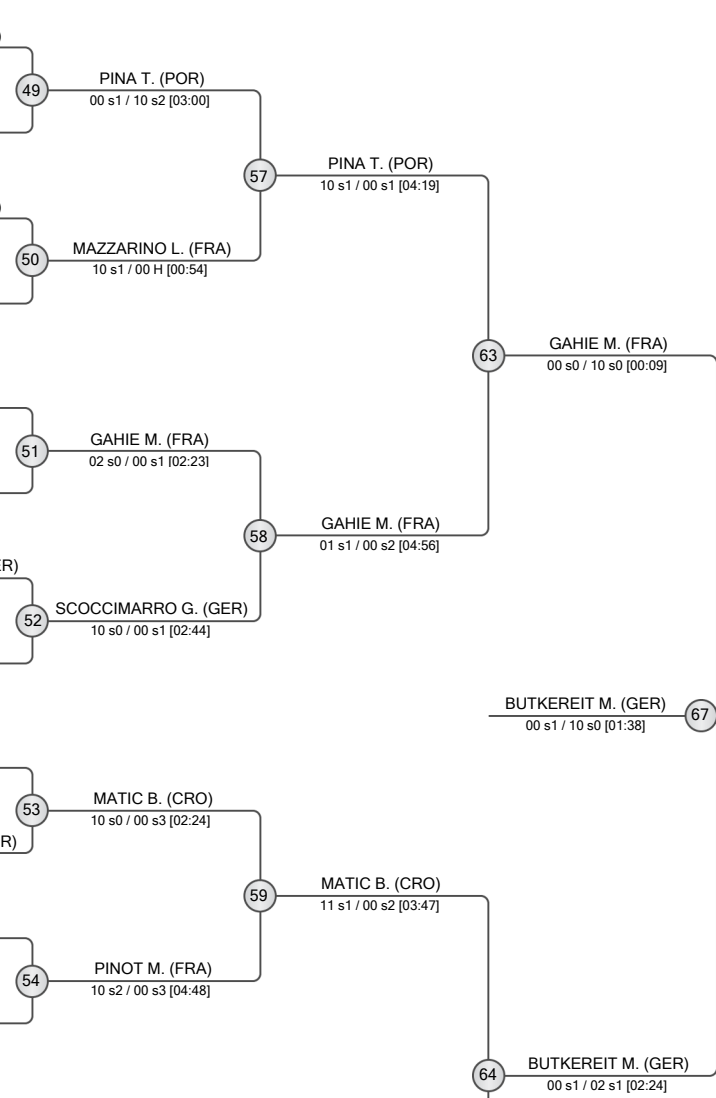 )
49
PINA T. (POR)
00 s1 / 10 s2 [03:00]
57
PINA T. (POR)
10 s1 / 00 s1 [04:19]
)
50
MAZZARINO L. (FRA)
10 s1 / 00 H [00:54]
63
GAHIE M. (FRA)
00 s0 / 10 s0 [00:09]
51
GAHIE M. (FRA)
02 s0 / 00 s1 [02:23]
58
GAHIE M. (FRA)
01 s1 / 00 s2 [04:56]
ER)
52
SCOCCIMARRO G. (GER)
10 s0 / 00 s1 [02:44]
BUTKEREIT M. (GER)
00 s1 / 10 s0 [01:38]
67
53
MATIC B. (CRO)
10 s0 / 00 s3 [02:24]
R)
59
MATIC B. (CRO)
11 s1 / 00 s2 [03:47]
54
PINOT M. (FRA)
10 s2 / 00 s3 [04:48]
64
BUTKEREIT M. (GER)
00 s1 / 02 s1 [02:24]